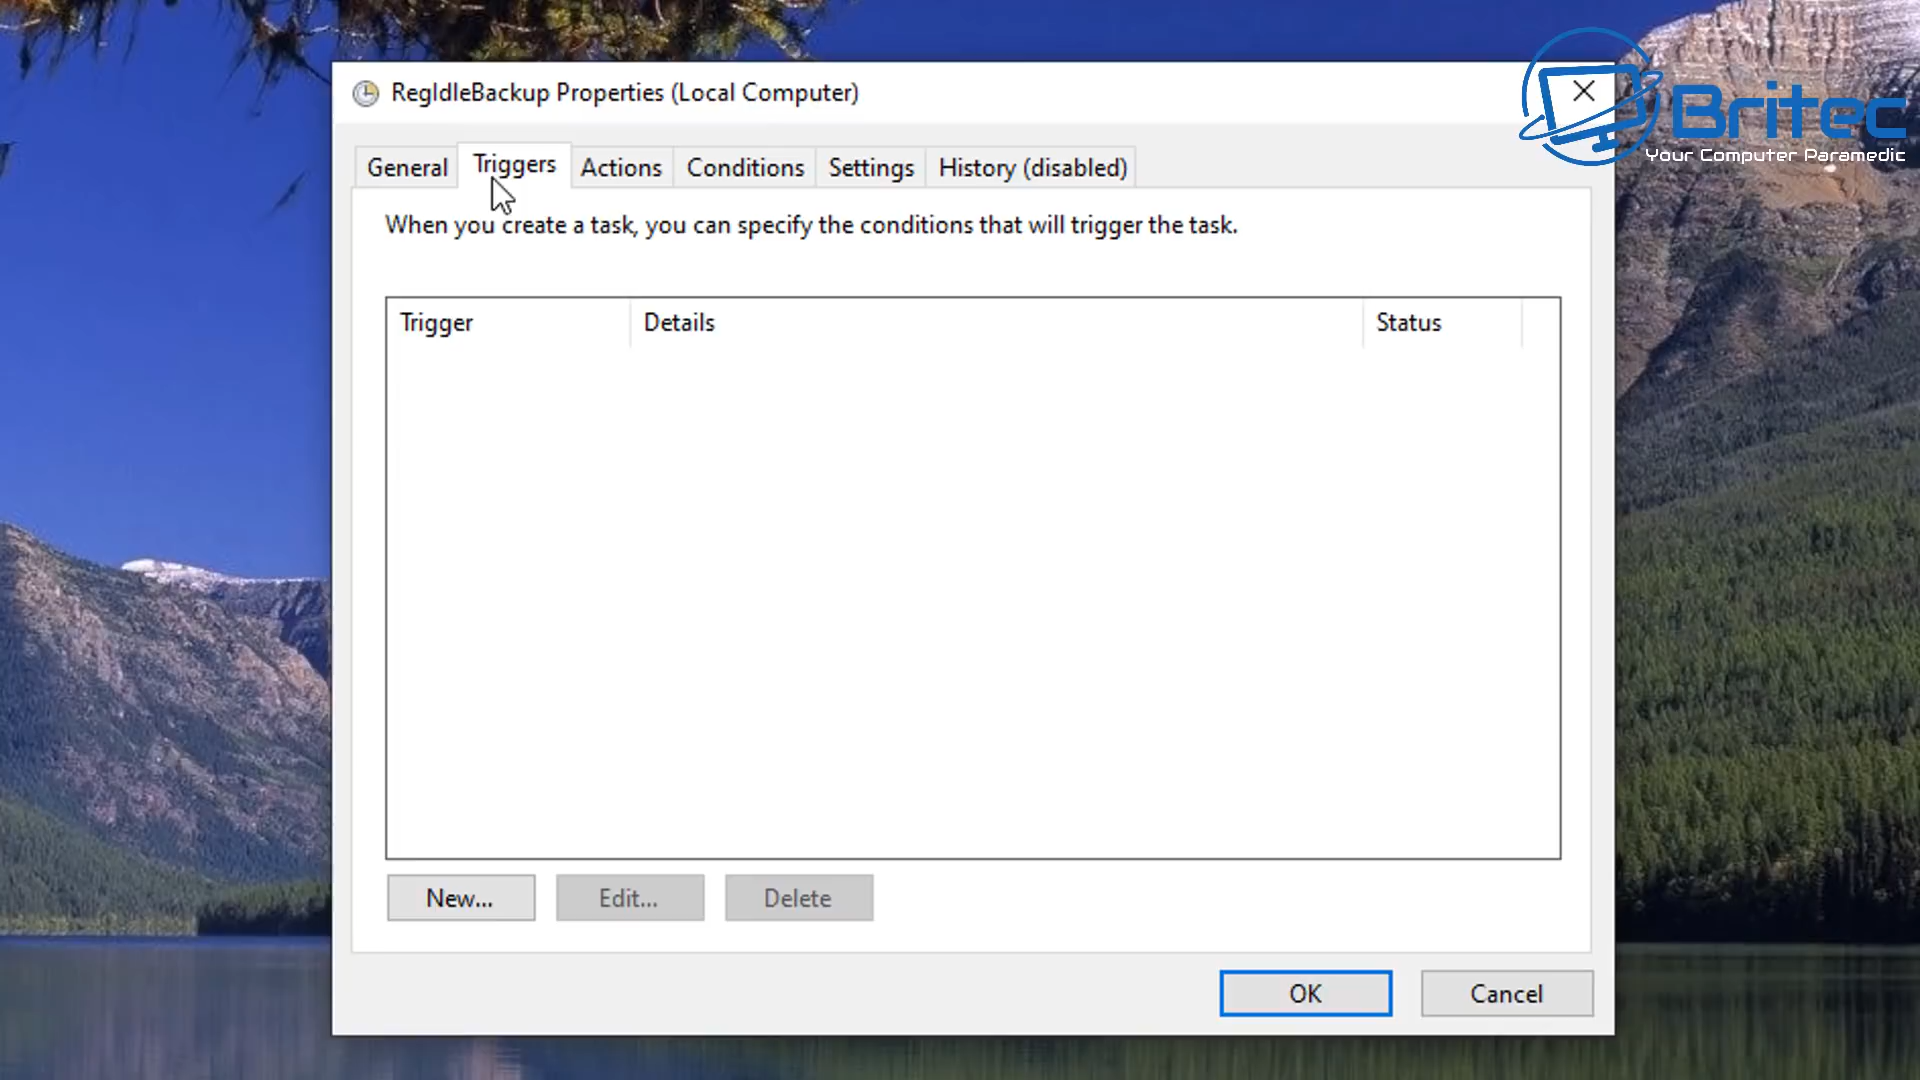 RegIdleBackup Properties (Local Computer)
Britec
Your Computer Paramedic
General Triggers Actions Conditions Settings History (disabled)
When you create a task, you can specify the conditions that will trigger the task.
Trigger Details Status
New... Edit... Delete
OK Cancel